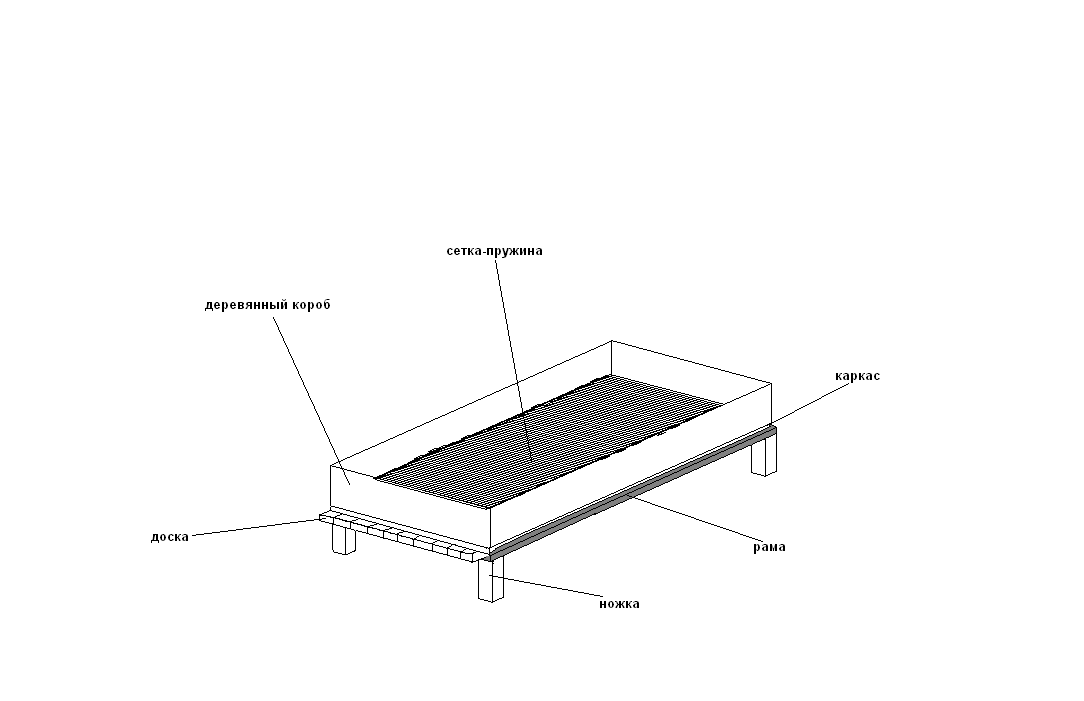 сетка-пружина
деревянный короб
каркас
доска
рама
ножка